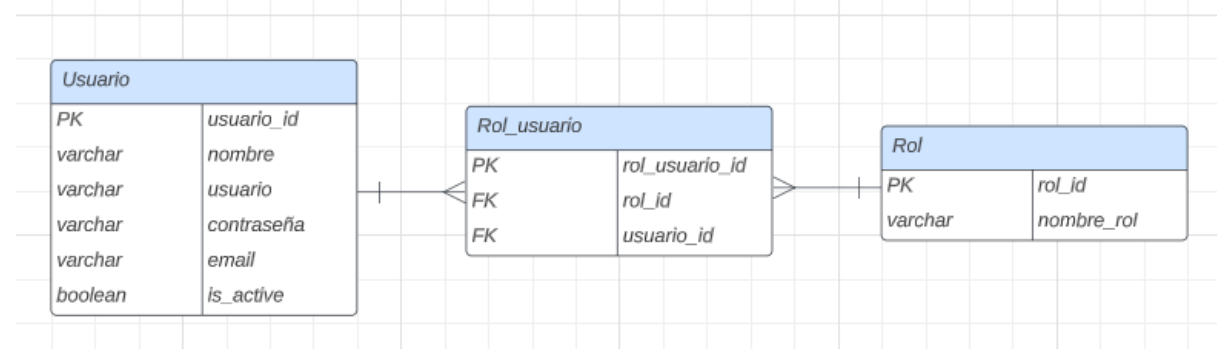 Usuario
PK usuario_id
varchar nombre
varchar usuario
varchar contraseña
varchar email
boolean is_active
Rol_usuario
PK rol_usuario_id
FK rol_id
FK usuario_id
Rol
PK rol_id
varchar nombre_rol